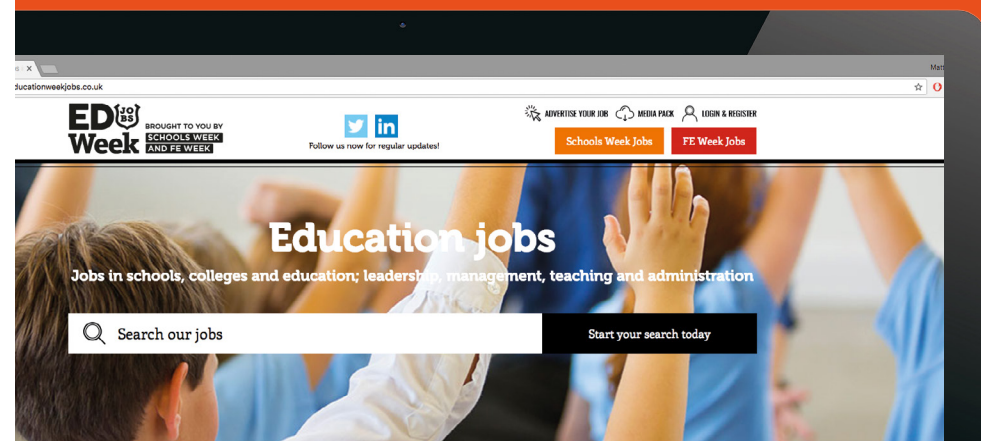 Matt
ducationweekjobs.co.uk
ED JOBS
Week
BROUGHT TO YOU BY
SCHOOLS WEEK
AND FE WEEK
Follow us now for regular updates!
ADVERTISE YOUR JOB MEDIA PACK LOGIN & REGISTER
Schools Week Jobs FE Week Jobs
Education jobs
Jobs in schools, colleges and education; leadership, management, teaching and administration
Search our jobs Start your search today